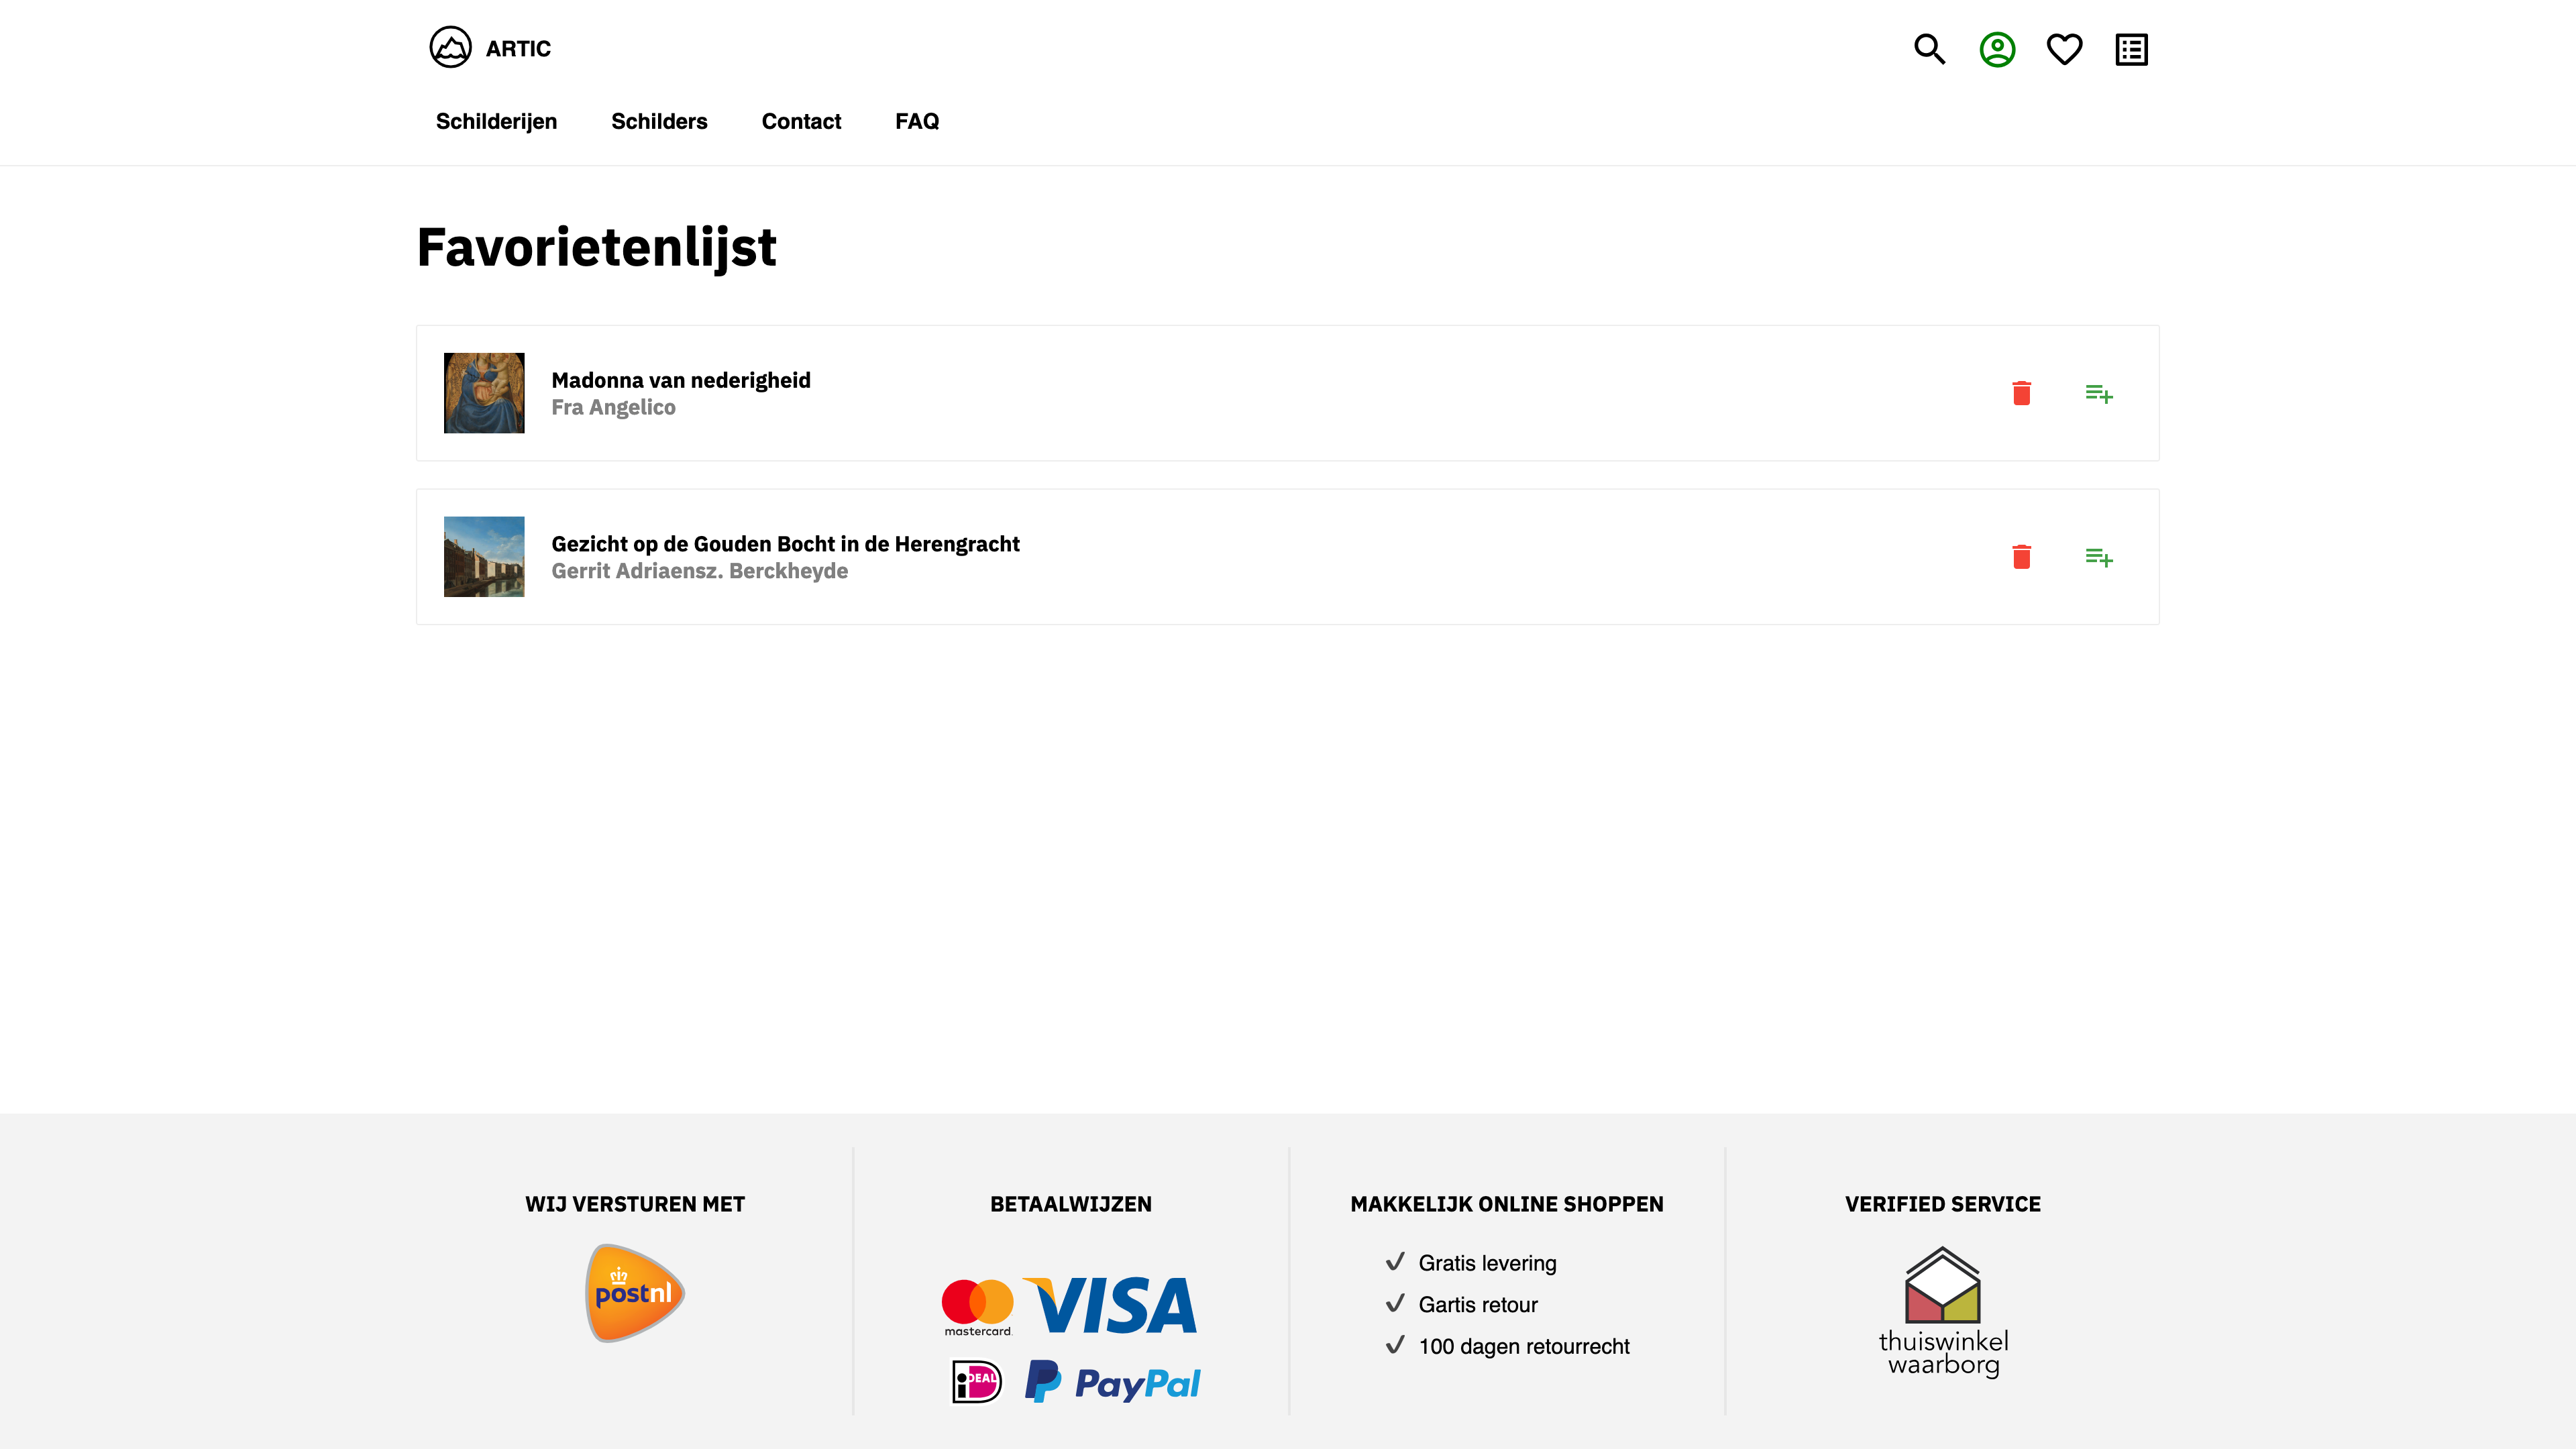 ARTIC
Schilderijen Schilders Contact FAQ
Favorietenlijst
Madonna van nederigheid
Fra Angelico
Gezicht op de Gouden Bocht in de Herengracht
Gerrit Adriaensz. Berckheyde
WIJ VERSTUREN MET
postnl
BETAALWIJZEN
mastercard. VISA
iDEAL PayPal
MAKKELIJK ONLINE SHOPPEN
Gratis levering
Gartis retour
100 dagen retourrecht
VERIFIED SERVICE
thuiswinkel
waarborg